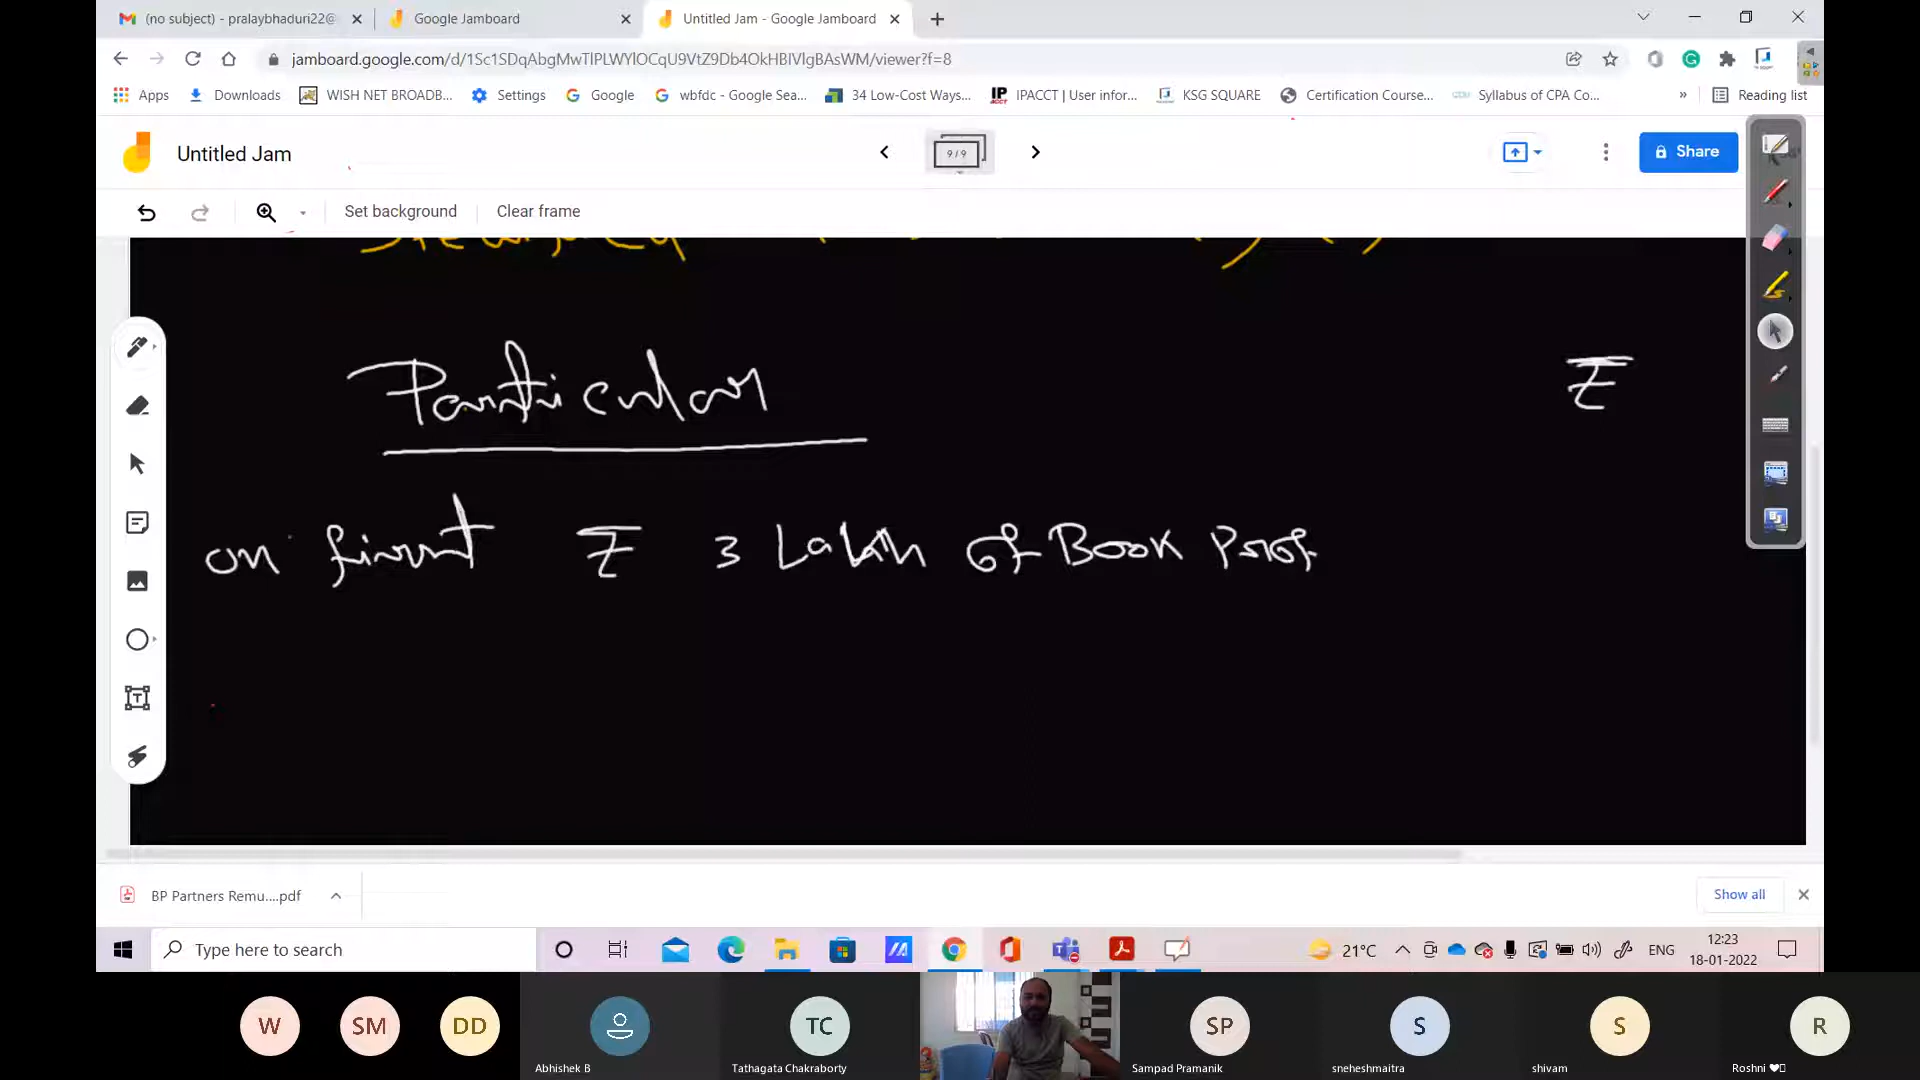 (no subject) - pralaybhaduri22@
Google Jamboard
Untitled Jam - Google Jamboard
jamboard.google.com/d/1Sc1SDqAbgMwTlPLWYlOCqU9VtZ9Db4OkHBIVlgBAsWM/viewer?f=8
Apps
Downloads
WISH NET BROADB...
Settings
Google
wbfdc - Google Sea...
34 Low-Cost Ways...
IPACCT | User infor...
KSG SQUARE
Certification Course...
Syllabus of CPA Co...
»
Reading list
Untitled Jam
9 / 9
Share
Set background
Clear frame
Particular ₹
on first ₹ 3 Lakh of Book Prof
BP Partners Remu....pdf
Show all
Type here to search
21°C
ENG
12:23
18-01-2022
W
SM
DD
TC
SP
S
S
R
Abhishek B
Tathagata Chakraborty
Sampad Pramanik
sneheshmaitra
shivam
Roshni ❤